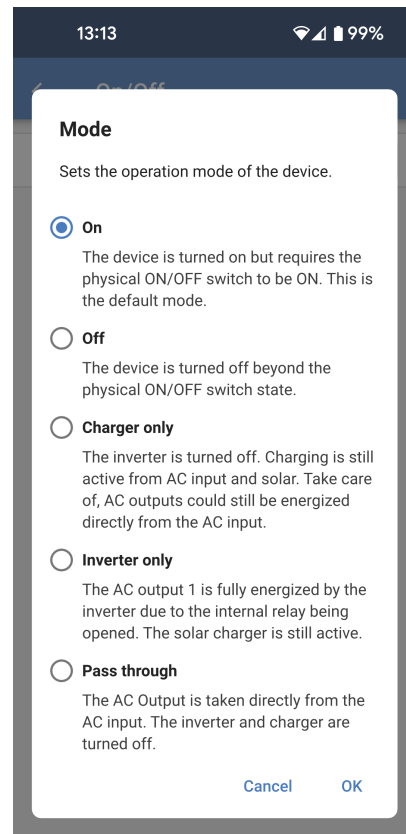 13:13 99%
On/Off
Mode
Sets the operation mode of the device.
On
The device is turned on but requires the
physical ON/OFF switch to be ON. This is
the default mode.
Off
The device is turned off beyond the
physical ON/OFF switch state.
Charger only
The inverter is turned off. Charging is still
active from AC input and solar. Take care
of, AC outputs could still be energized
directly from the AC input.
Inverter only
The AC output 1 is fully energized by the
inverter due to the internal relay being
opened. The solar charger is still active.
Pass through
The AC Output is taken directly from the
AC input. The inverter and charger are
turned off.
Cancel OK